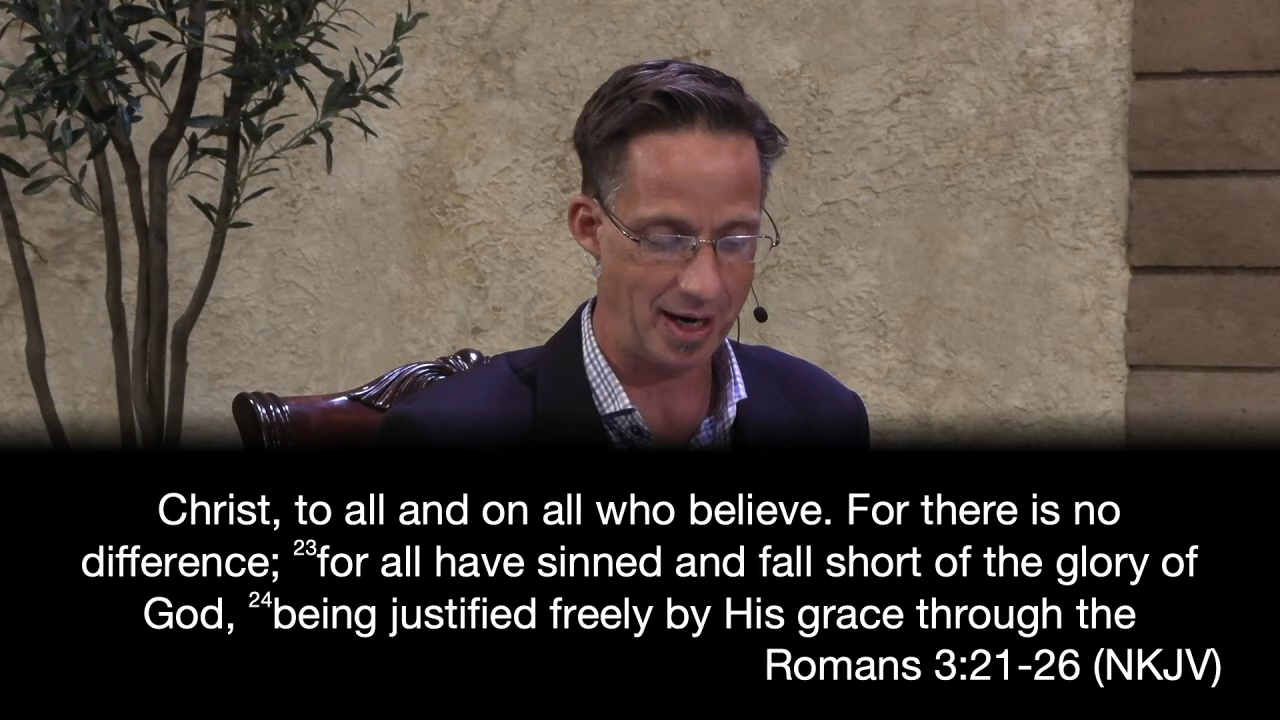 Christ, to all and on all who believe. For there is no
difference; 23for all have sinned and fall short of the glory of
God, 24being justified freely by His grace through the
Romans 3:21-26 (NKJV)